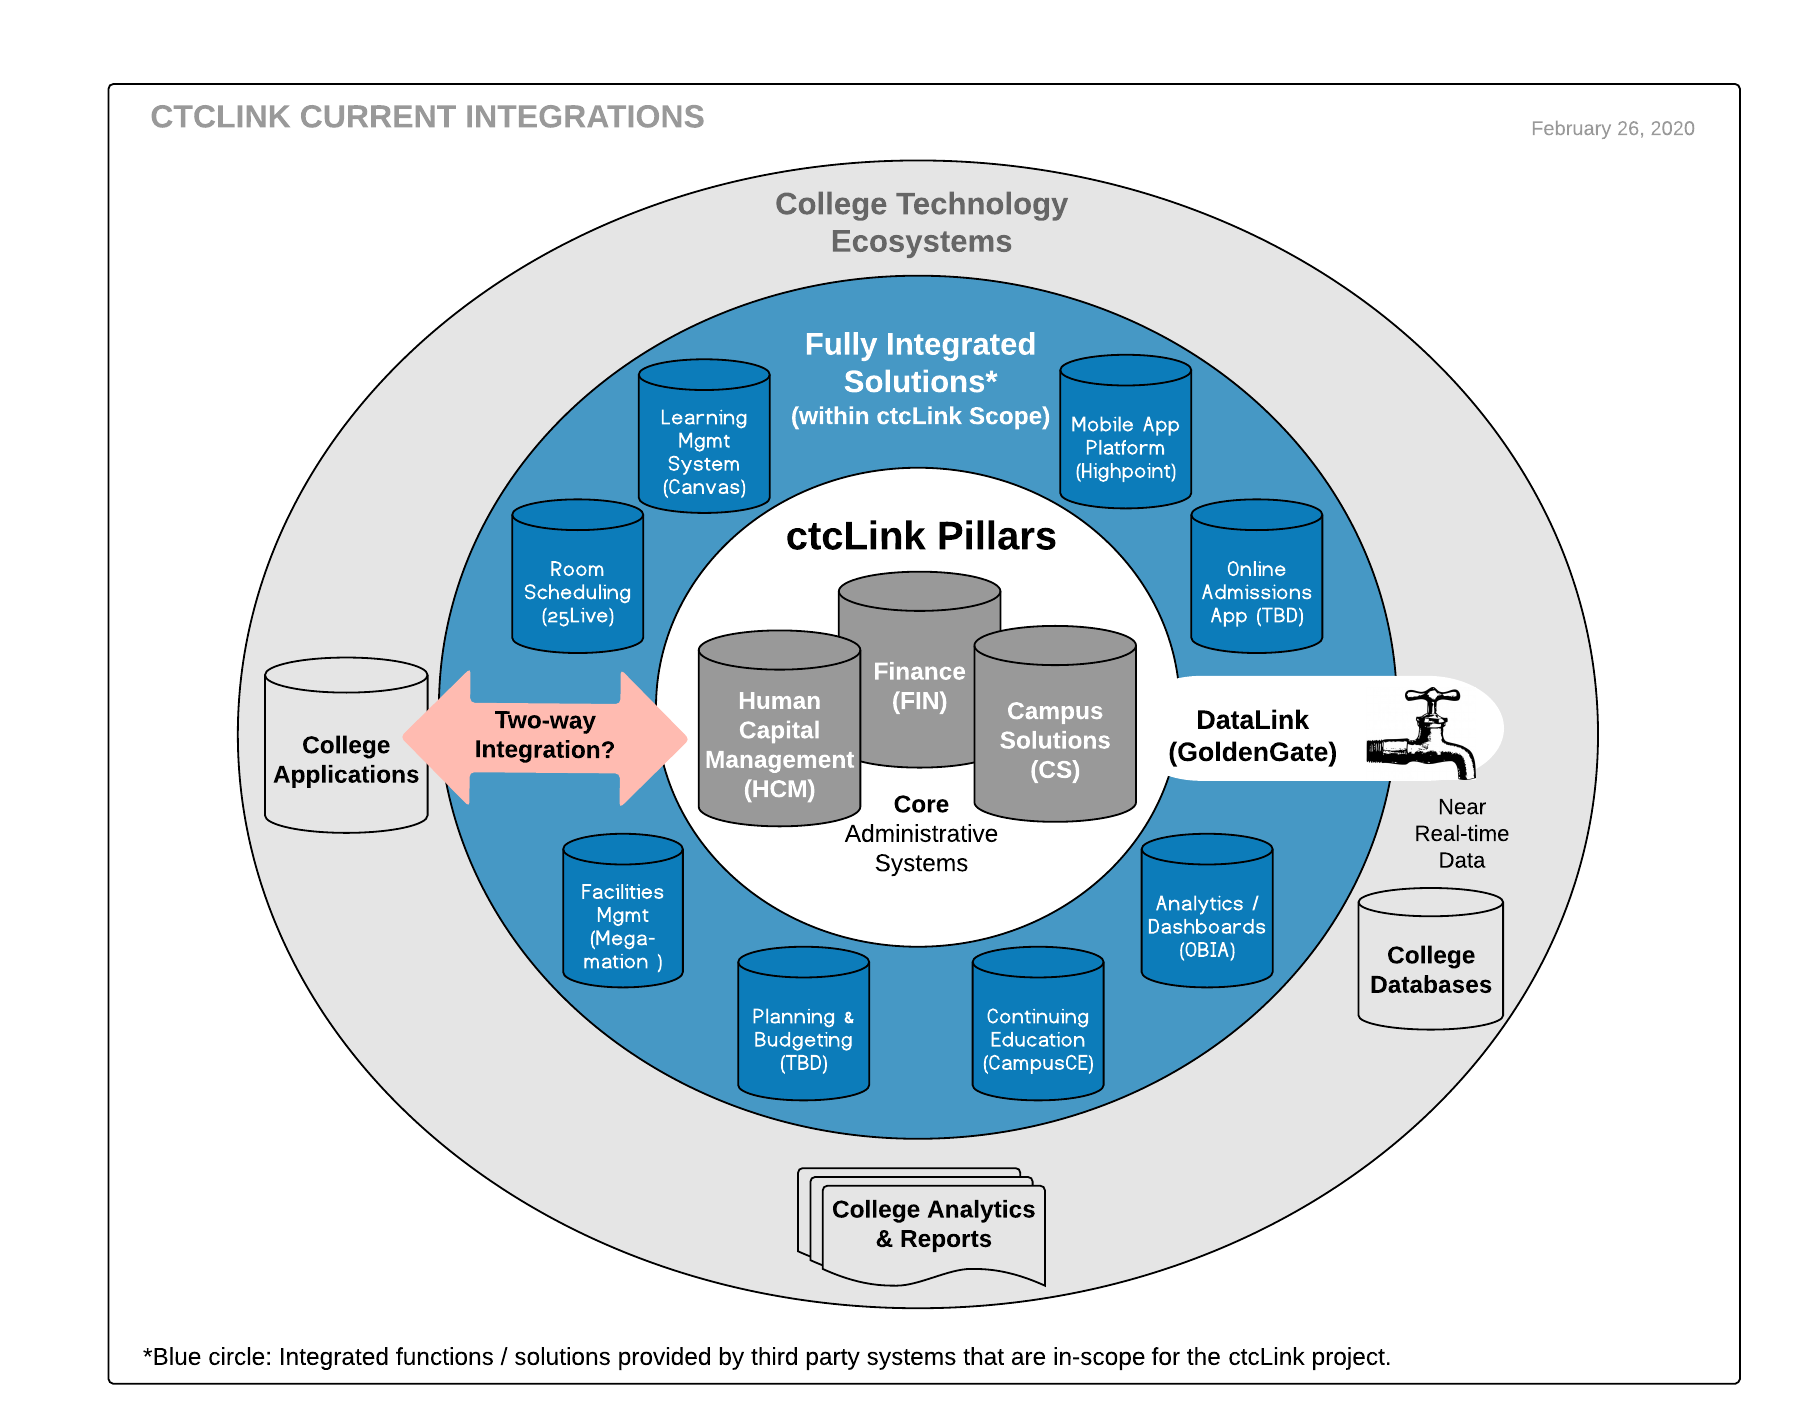 CTCLINK CURRENT INTEGRATIONS
February 26, 2020
College Technology
Ecosystems
Fully Integrated
Solutions*
(within ctcLink Scope)
Learning
Mgmt
System
(Canvas)
Mobile App
Platform
(Highpoint)
Room
Scheduling
(25Live)
Online
Admissions
App (TBD)
ctcLink Pillars
Human
Capital
Management
(HCM)
Finance
(FIN)
Campus
Solutions
(CS)
Core
Administrative
Systems
College
Applications
Two-way
Integration?
DataLink
(GoldenGate)
Near
Real-time
Data
College
Databases
Facilities
Mgmt
(Mega-
mation )
Planning &
Budgeting
(TBD)
Continuing
Education
(CampusCE)
Analytics /
Dashboards
(OBIA)
College Analytics
& Reports
*Blue circle: Integrated functions / solutions provided by third party systems that are in-scope for the ctcLink project.